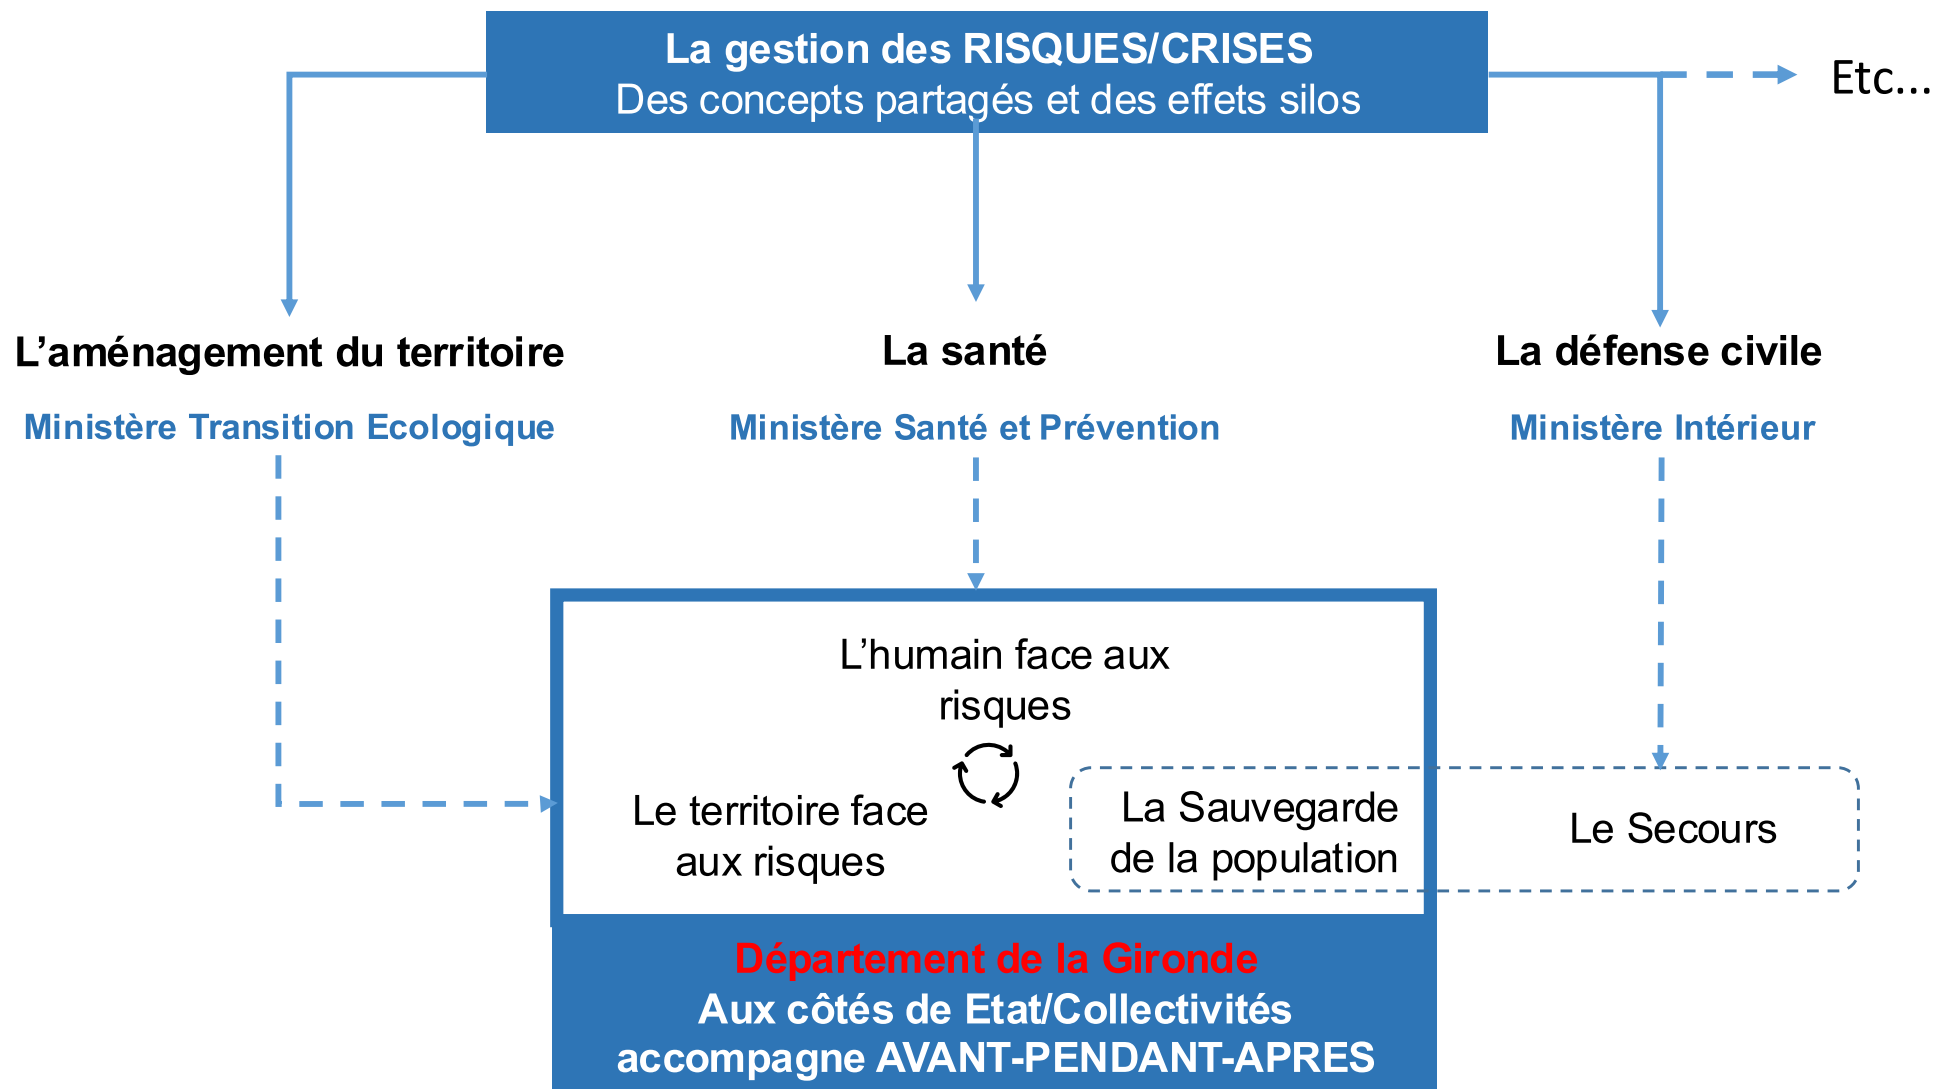 La gestion des RISQUES/CRISES
Des concepts partagés et des effets silos
Etc...
L’aménagement du territoire
La santé
La défense civile
Ministère Transition Ecologique
Ministère Santé et Prévention
Ministère Intérieur
L’humain face aux
risques
Le territoire face
aux risques
La Sauvegarde
de la population
Le Secours
Département de la Gironde
Aux côtés de Etat/Collectivités
accompagne AVANT-PENDANT-APRES